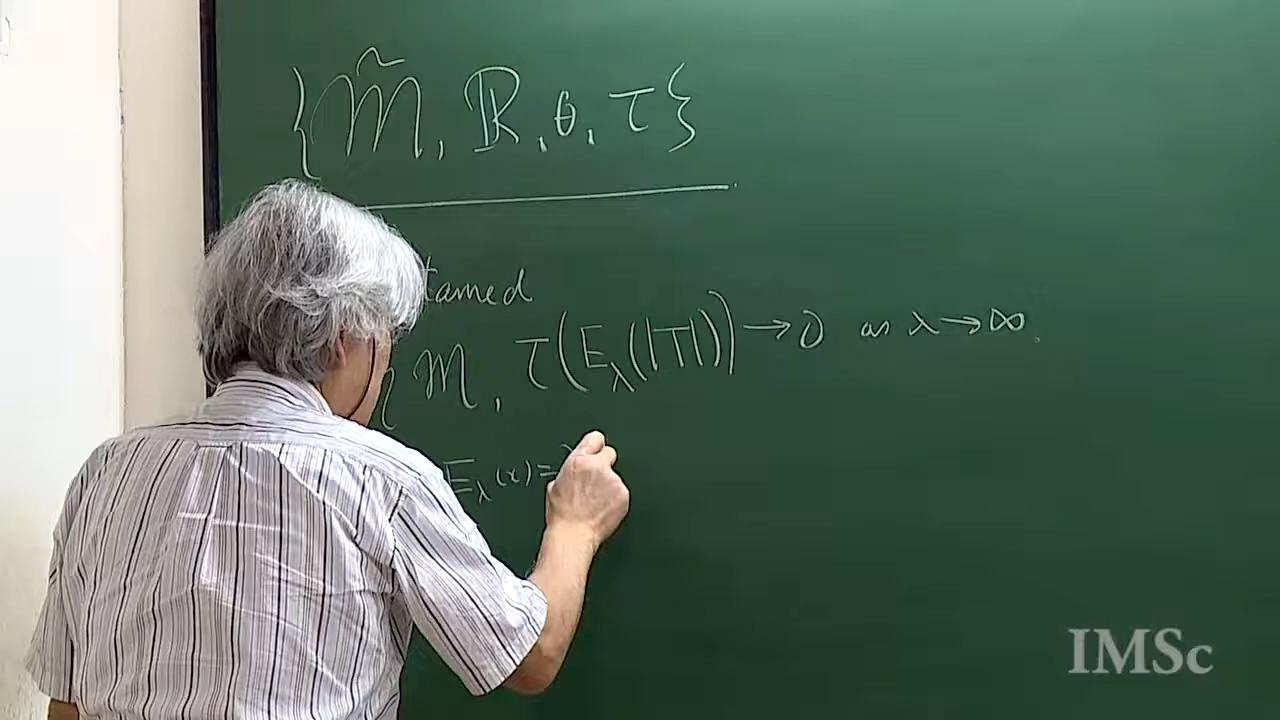 {M̃, ℝ, θ, τ}
tamed
M, τ(E_λ(|T|)) → 0 as λ → ∞.
E_λ(x) =
IMSc